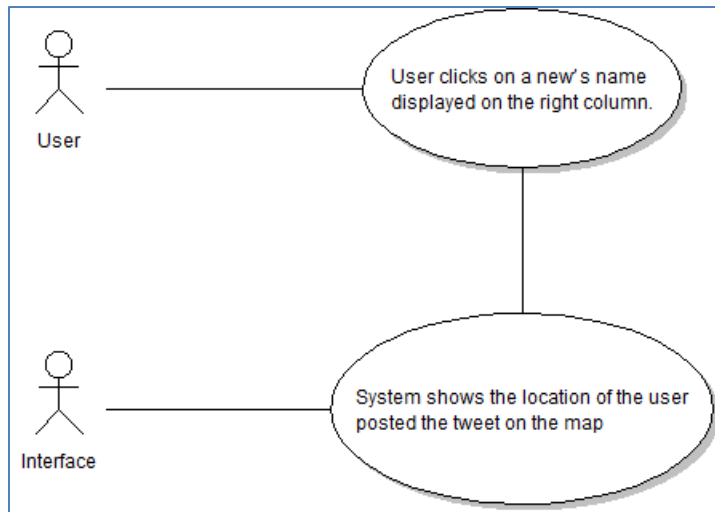 User clicks on a new's name
displayed on the right column.
User
System shows the location of the user
posted the tweet on the map
Interface